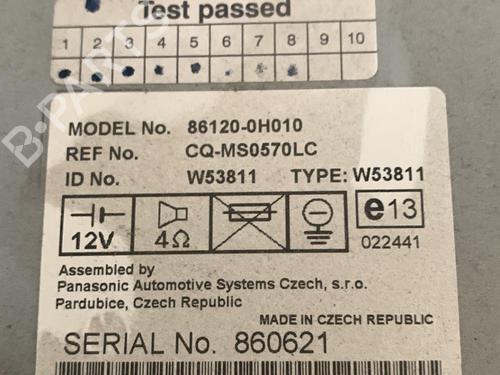 Test passed
1 2 3 4 5 6 7 8 9 10
MODEL No. 86120-0H010
REF No. CQ-MS0570LC
ID No. W53811 TYPE: W53811
12V 4Ω e13
022441
Assembled by
Panasonic Automotive Systems Czech, s.r.o.
Pardubice, Czech Republic
MADE IN CZECH REPUBLIC
SERIAL No. 860621
B-PARTS